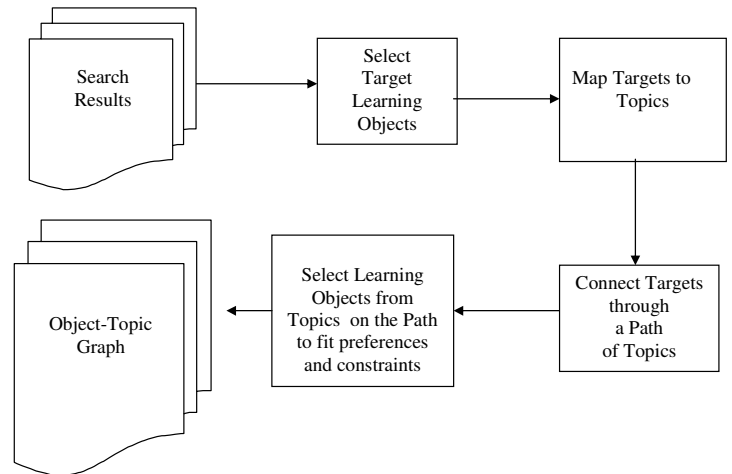 Search
Results
Select
Target
Learning
Objects
Map Targets to
Topics
Connect Targets
through
a Path
of Topics
Select Learning
Objects from
Topics on the Path
to fit preferences
and constraints
Object-Topic
Graph